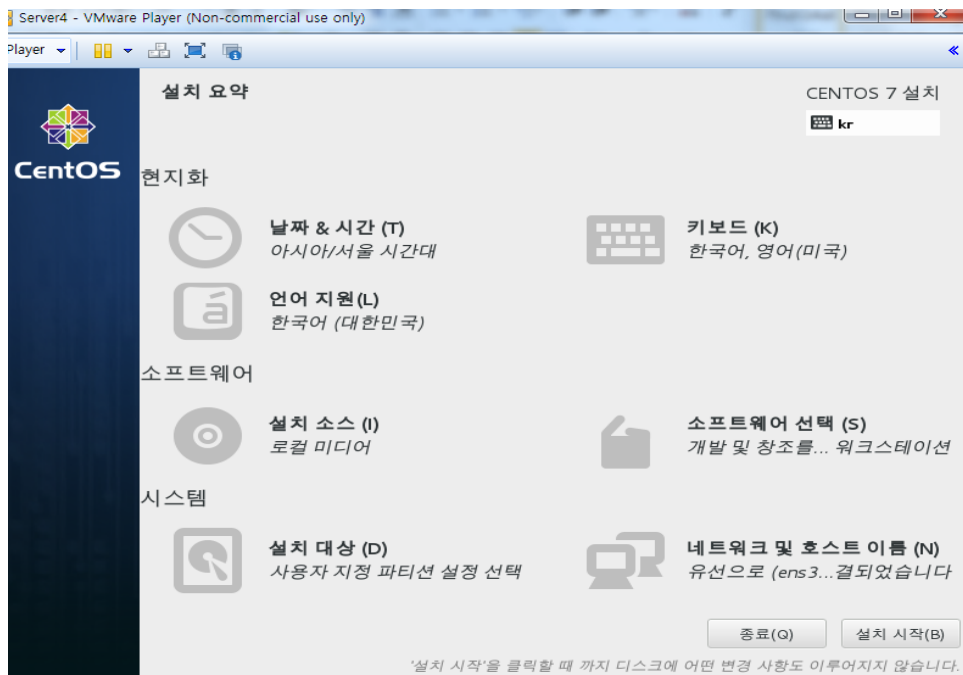 Server4 - VMware Player (Non-commercial use only)
Player
설치 요약
CENTOS 7 설치
kr
CentOS
현지화
날짜 & 시간 (T)
아시아/서울 시간대
키보드 (K)
한국어, 영어(미국)
언어 지원(L)
한국어 (대한민국)
소프트웨어
설치 소스 (I)
로컬 미디어
소프트웨어 선택 (S)
개발 및 창조를... 워크스테이션
시스템
설치 대상 (D)
사용자 지정 파티션 설정 선택
네트워크 및 호스트 이름 (N)
유선으로 (ens3...결되었습니다
종료(Q)
설치 시작(B)
'설치 시작'을 클릭할 때 까지 디스크에 어떤 변경 사항도 이루어지지 않습니다.